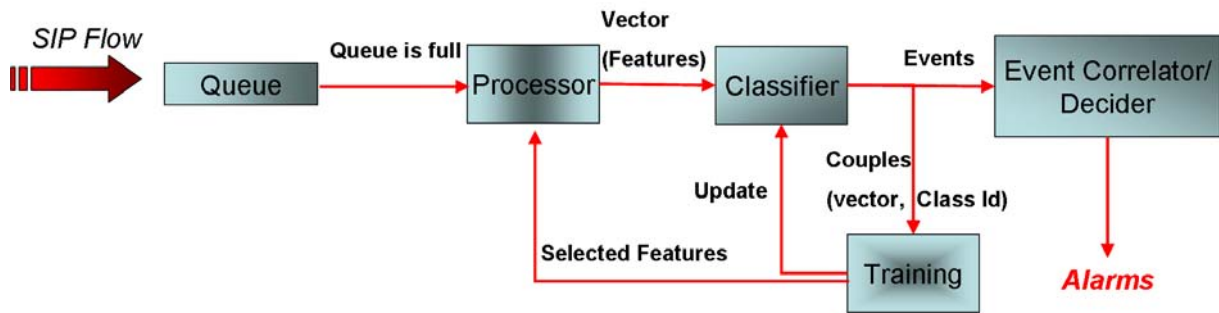 SIP Flow
Queue
Queue is full
Processor
Vector
(Features)
Classifier
Events
Event Correlator/
Decider
Couples
(vector, Class Id)
Update
Selected Features
Training
Alarms